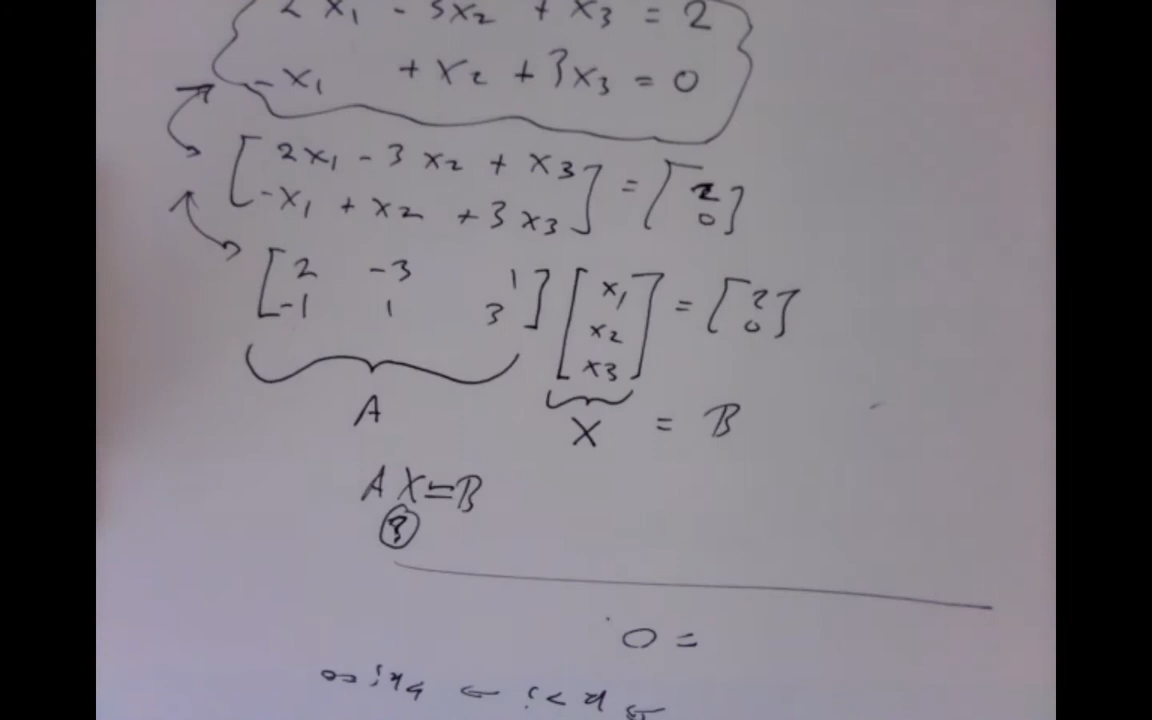 2x₁ - 3x₂ + x₃ = 2
-x₁ + x₂ + 3x₃ = 0
[2x₁ - 3x₂ + x₃] = [2]
[-x₁ + x₂ + 3x₃] [0]
[2 -3 1] [x₁] = [2]
[-1 1 3] [x₂] [0]
[x₃]
A X = B
AX=B
?
0 =